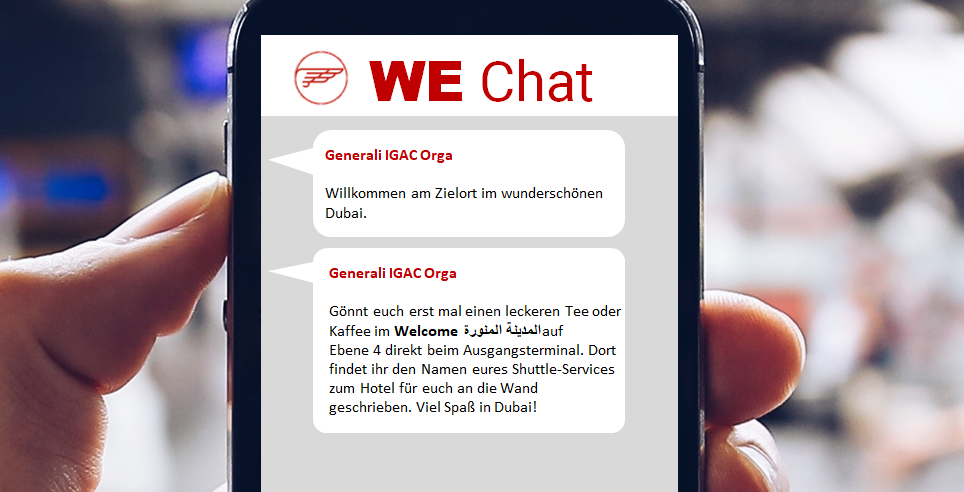 WE Chat
Generali IGAC Orga
Willkommen am Zielort im wunderschönen
Dubai.
Generali IGAC Orga
Gönnt euch erst mal einen leckeren Tee oder
Kaffee im Welcome المدينة المنورة auf
Ebene 4 direkt beim Ausgangsterminal. Dort
findet ihr den Namen eures Shuttle-Services
zum Hotel für euch an die Wand
geschrieben. Viel Spaß in Dubai!